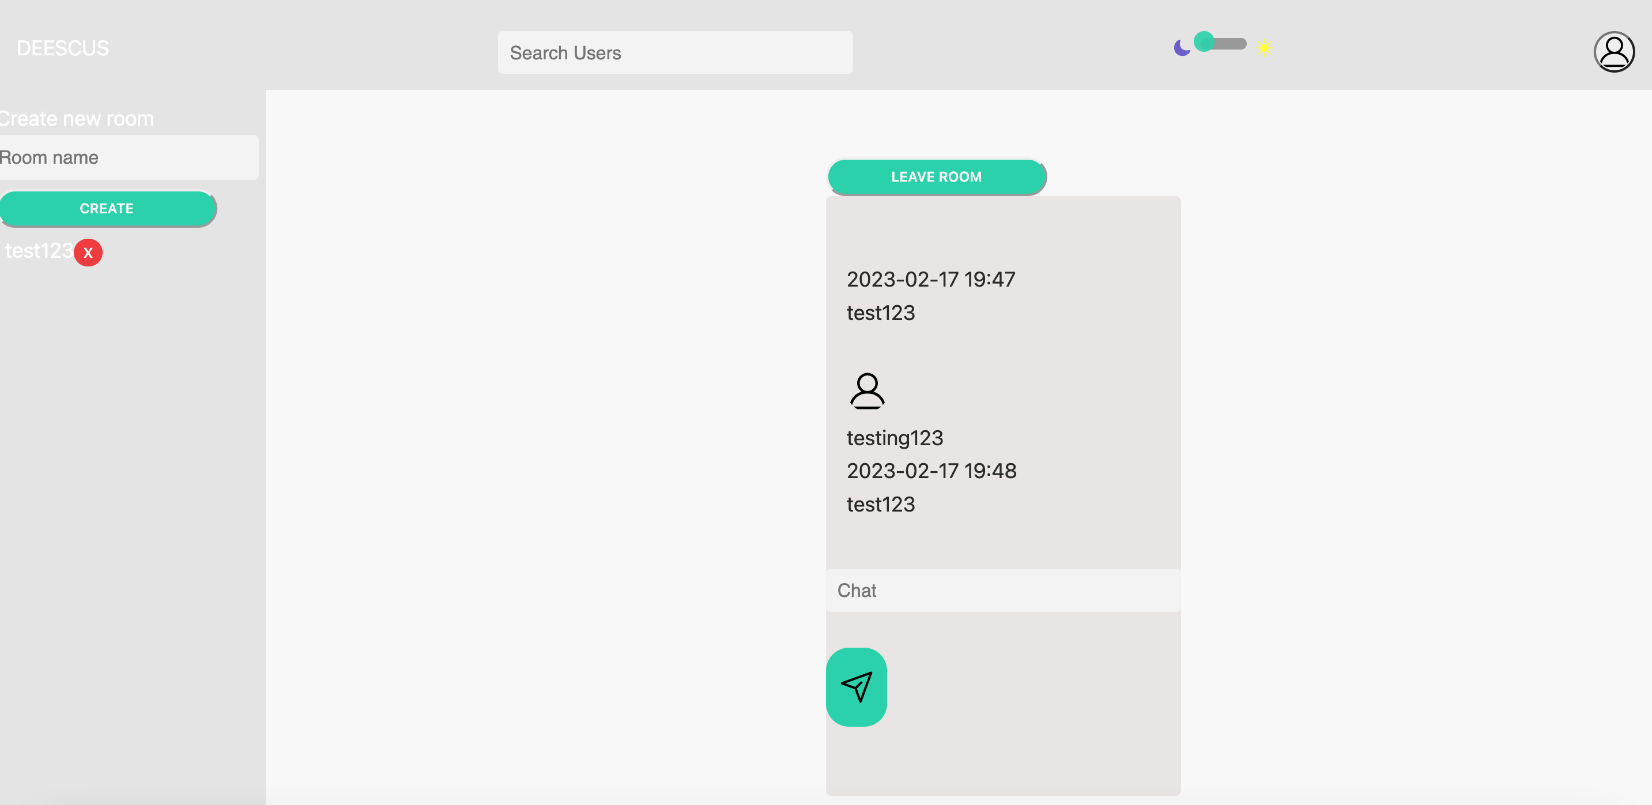 DEESCUS
Search Users
Create new room
Room name
CREATE
test123 X
LEAVE ROOM
2023-02-17 19:47
test123
testing123
2023-02-17 19:48
test123
Chat